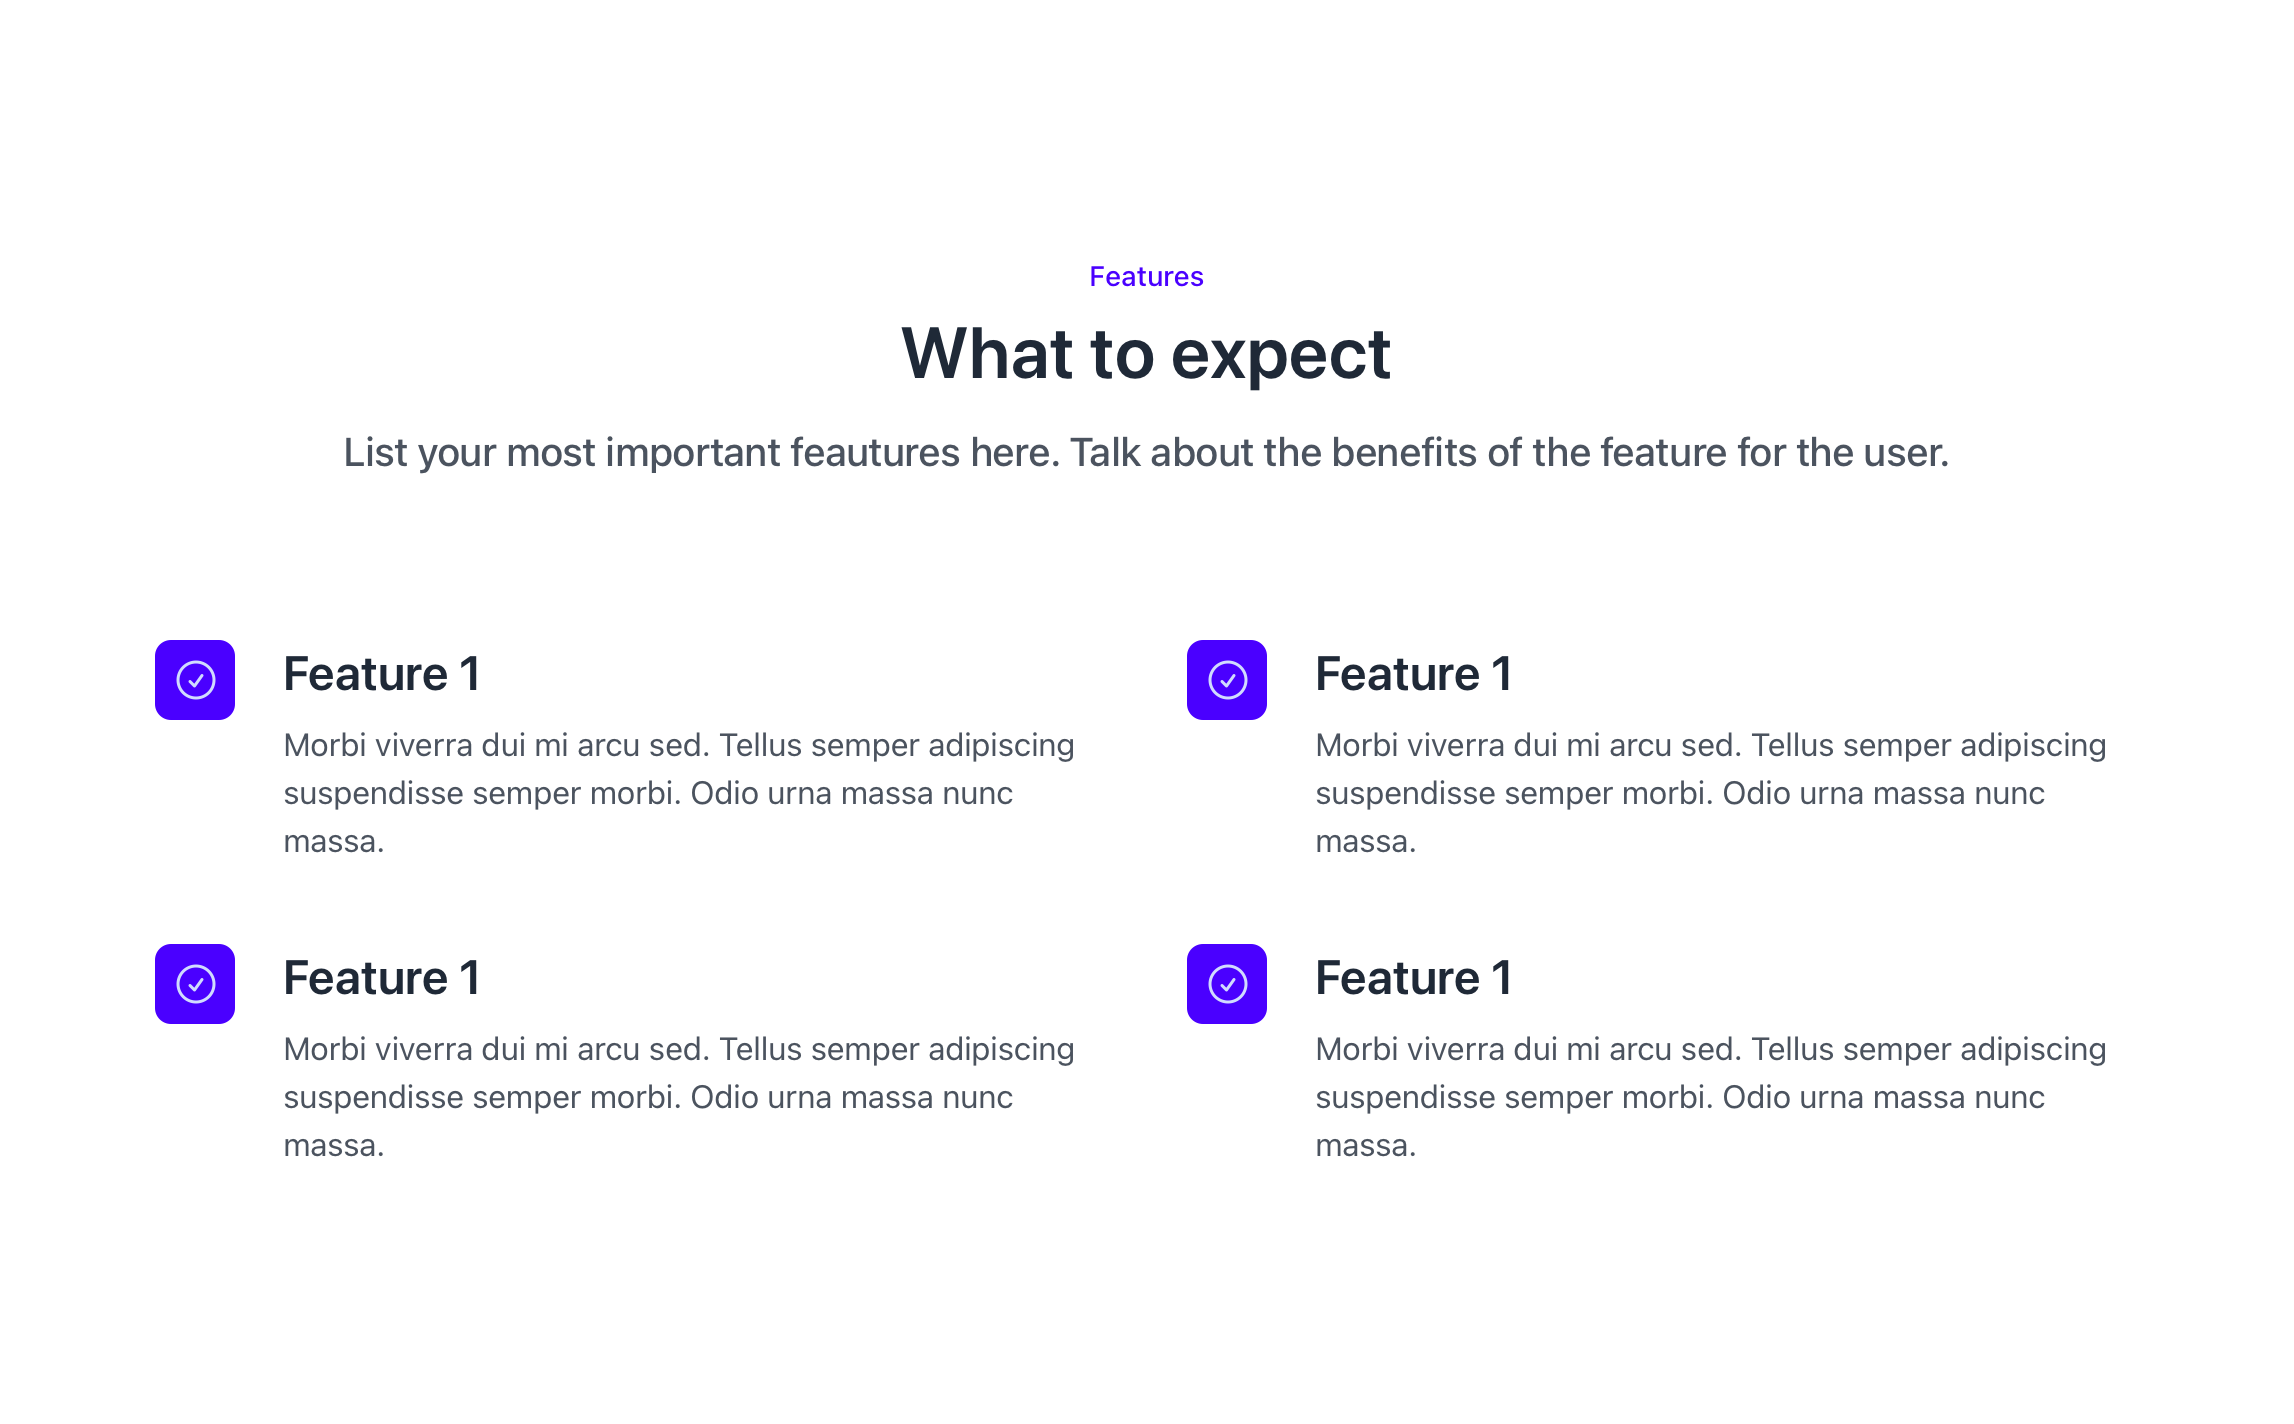 Features
What to expect
List your most important feautures here. Talk about the benefits of the feature for the user.
Feature 1
Morbi viverra dui mi arcu sed. Tellus semper adipiscing
suspendisse semper morbi. Odio urna massa nunc
massa.
Feature 1
Morbi viverra dui mi arcu sed. Tellus semper adipiscing
suspendisse semper morbi. Odio urna massa nunc
massa.
Feature 1
Morbi viverra dui mi arcu sed. Tellus semper adipiscing
suspendisse semper morbi. Odio urna massa nunc
massa.
Feature 1
Morbi viverra dui mi arcu sed. Tellus semper adipiscing
suspendisse semper morbi. Odio urna massa nunc
massa.